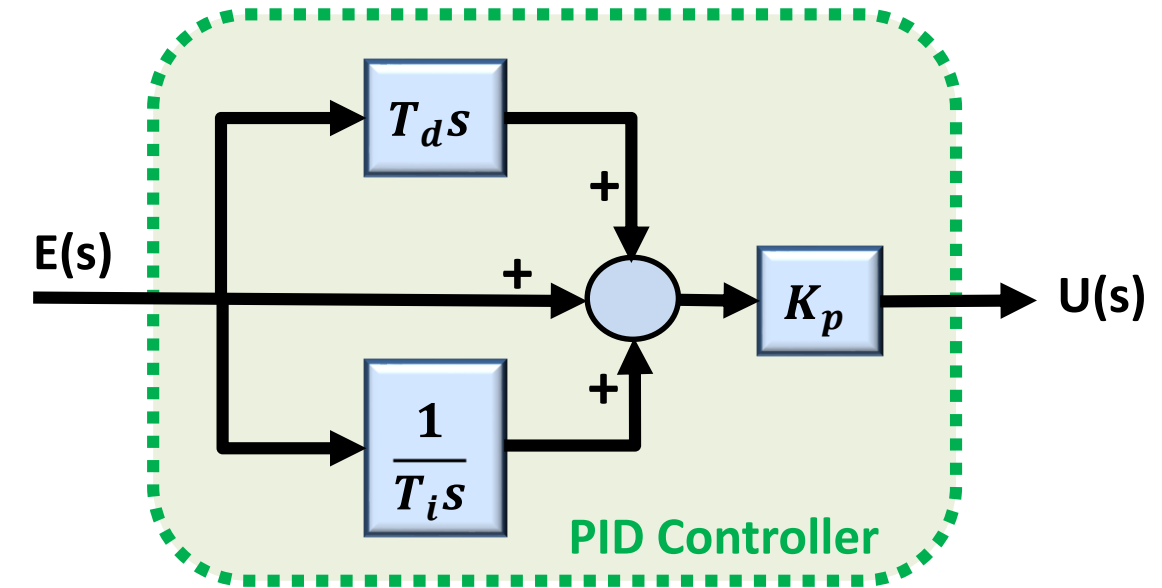 T_d s
+
E(s)
+
K_p
U(s)
+
1
T_i s
PID Controller